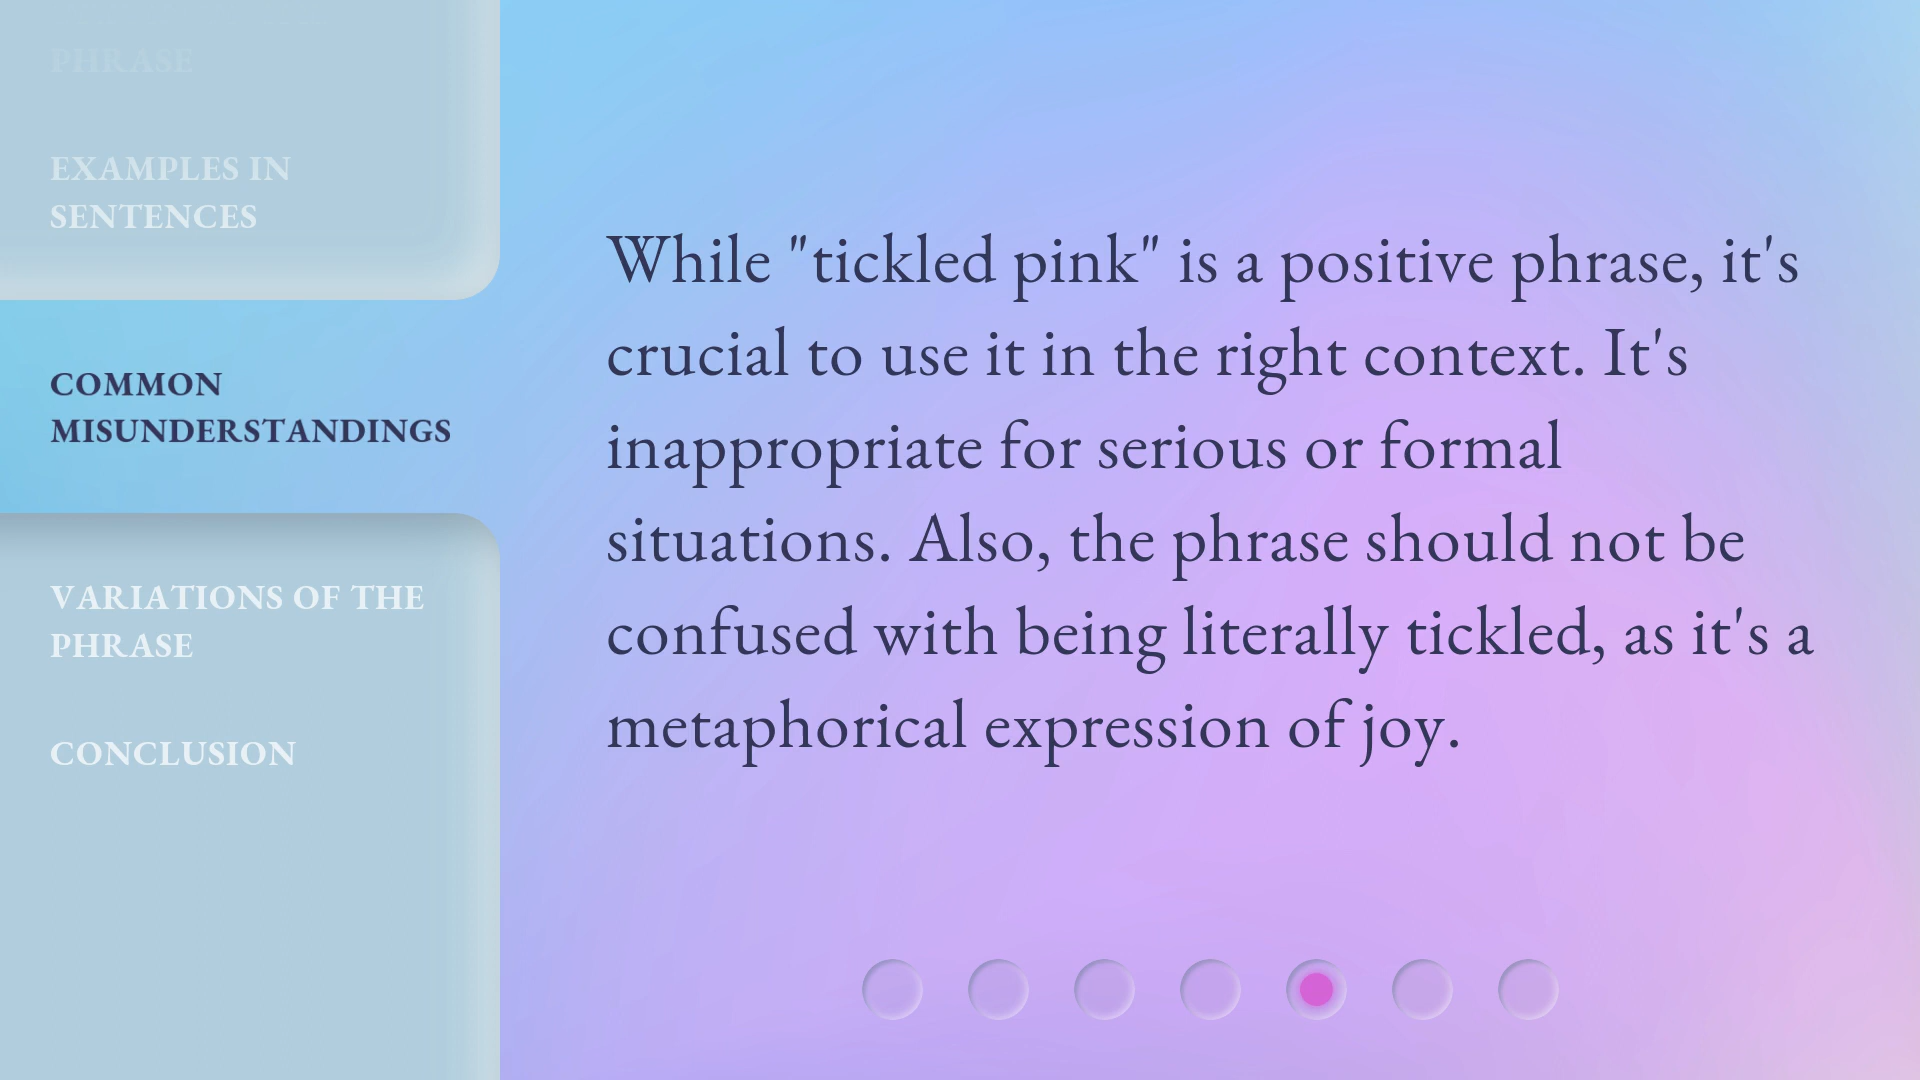 PHRASE
EXAMPLES IN
SENTENCES
COMMON
MISUNDERSTANDINGS
VARIATIONS OF THE
PHRASE
CONCLUSION
While "tickled pink" is a positive phrase, it's
crucial to use it in the right context. It's
inappropriate for serious or formal
situations. Also, the phrase should not be
confused with being literally tickled, as it's a
metaphorical expression of joy.